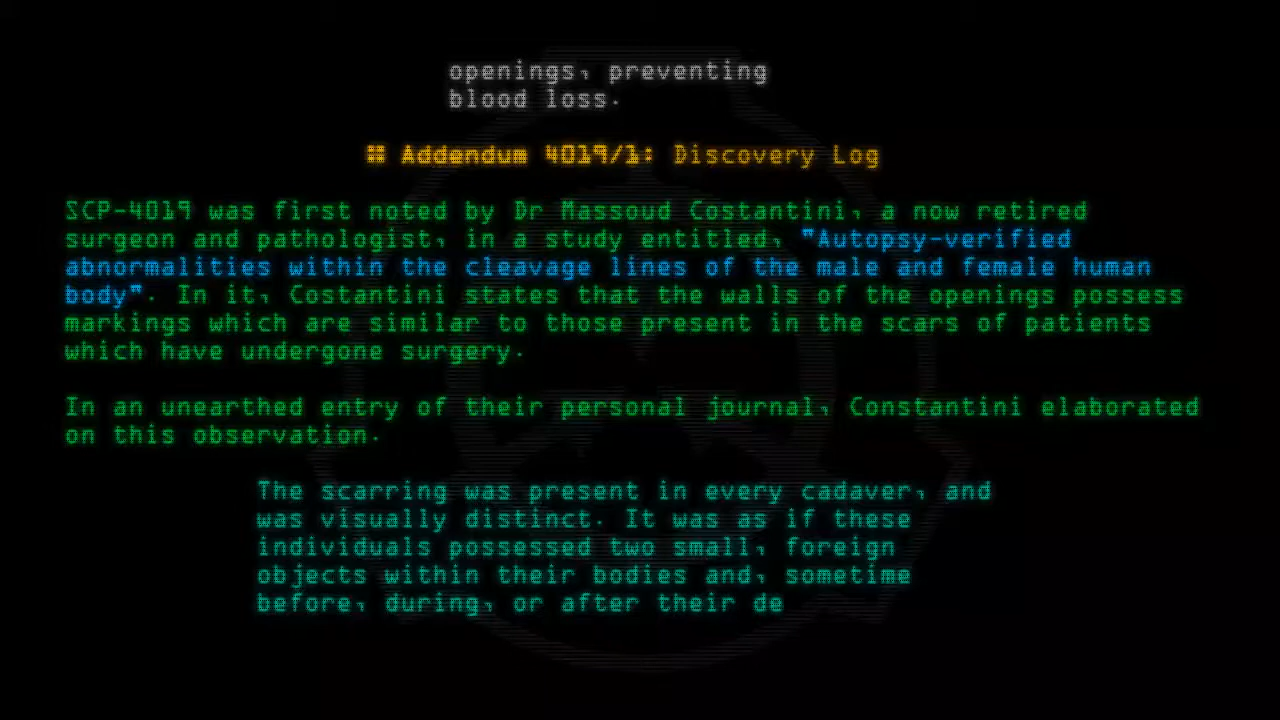 openings, preventing
blood loss.
⌗ Addendum 4019/1: Discovery Log
SCP-4019 was first noted by Dr Massoud Costantini, a now retired
surgeon and pathologist, in a study entitled, "Autopsy-verified
abnormalities within the cleavage lines of the male and female human
body". In it, Costantini states that the walls of the openings possess
markings which are similar to those present in the scars of patients
which have undergone surgery.
In an unearthed entry of their personal journal, Constantini elaborated
on this observation.
The scarring was present in every cadaver, and
was visually distinct. It was as if these
individuals possessed two small, foreign
objects within their bodies and, sometime
before, during, or after their de